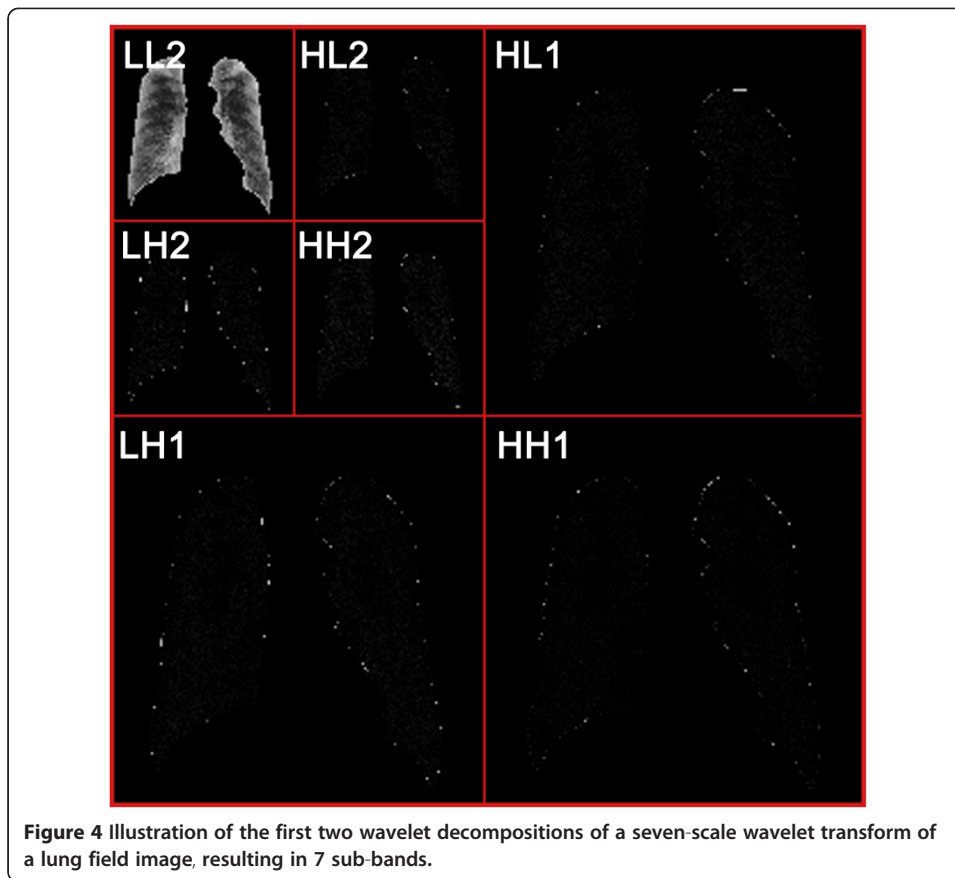 LL2
HL2
HL1
LH2
HH2
LH1
HH1
Figure 4 Illustration of the first two wavelet decompositions of a seven-scale wavelet transform of
a lung field image, resulting in 7 sub-bands.